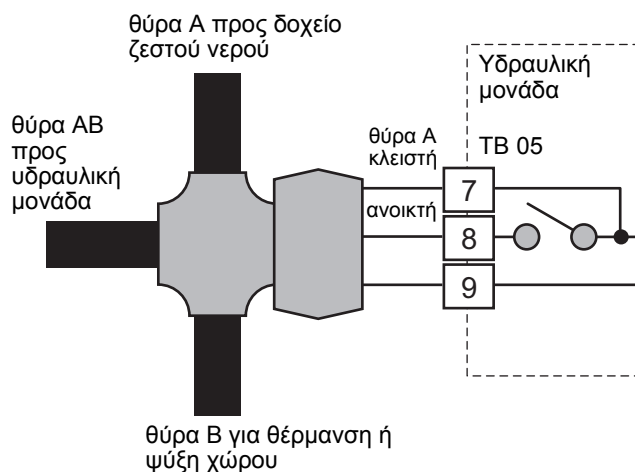 θύρα Α προς δοχείο
ζεστού νερού
Υδραυλική
μονάδα
θύρα ΑΒ
προς
υδραυλική
μονάδα
θύρα Α
κλειστή
TB 05
7
ανοικτή
8
9
θύρα Β για θέρμανση ή
ψύξη χώρου